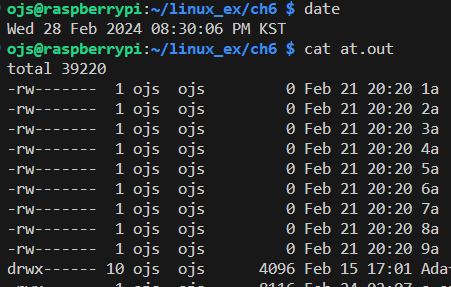 ojs@raspberrypi:~/linux_ex/ch6 $ date
Wed 28 Feb 2024 08:30:06 PM KST
ojs@raspberrypi:~/linux_ex/ch6 $ cat at.out
total 39220
-rw------- 1 ojs ojs 0 Feb 21 20:20 1a
-rw------- 1 ojs ojs 0 Feb 21 20:20 2a
-rw------- 1 ojs ojs 0 Feb 21 20:20 3a
-rw------- 1 ojs ojs 0 Feb 21 20:20 4a
-rw------- 1 ojs ojs 0 Feb 21 20:20 5a
-rw------- 1 ojs ojs 0 Feb 21 20:20 6a
-rw------- 1 ojs ojs 0 Feb 21 20:20 7a
-rw------- 1 ojs ojs 0 Feb 21 20:20 8a
-rw------- 1 ojs ojs 0 Feb 21 20:20 9a
drwx------ 10 ojs ojs 4096 Feb 15 17:01